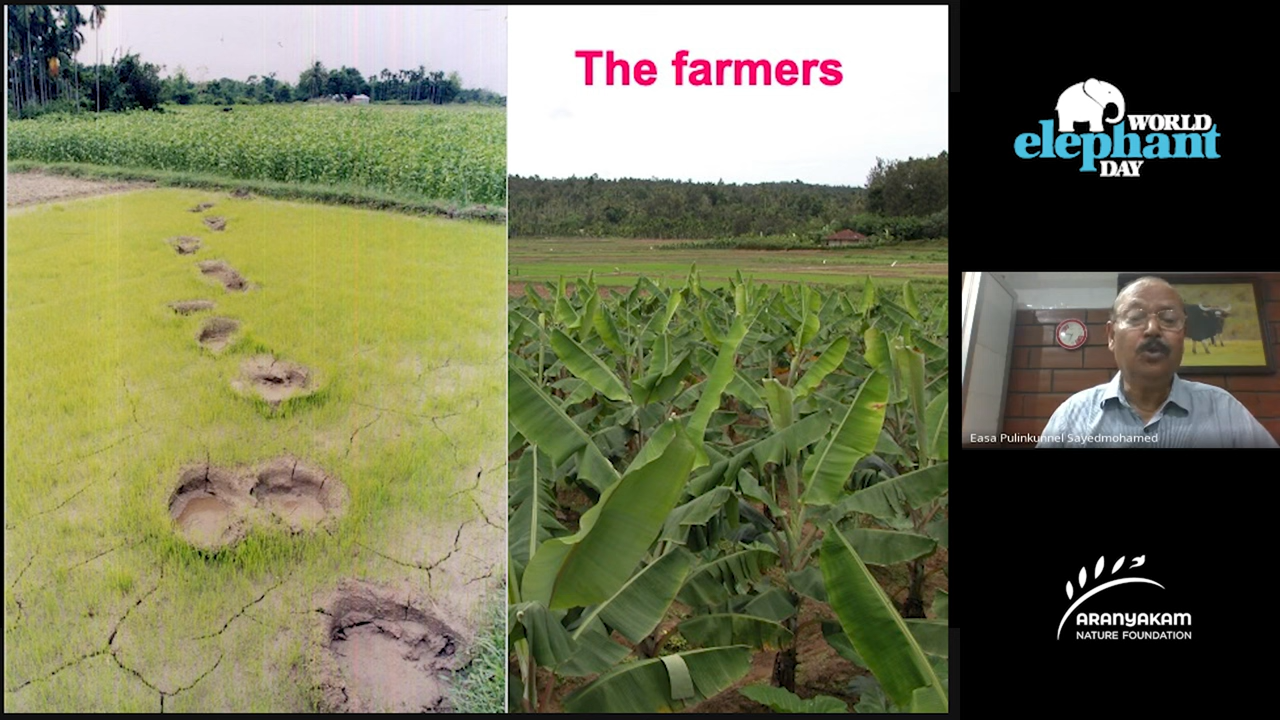 The farmers
WORLD
elephant
DAY
Easa Pulinkunnel Sayedmohamed
ARANYAKAM
NATURE FOUNDATION